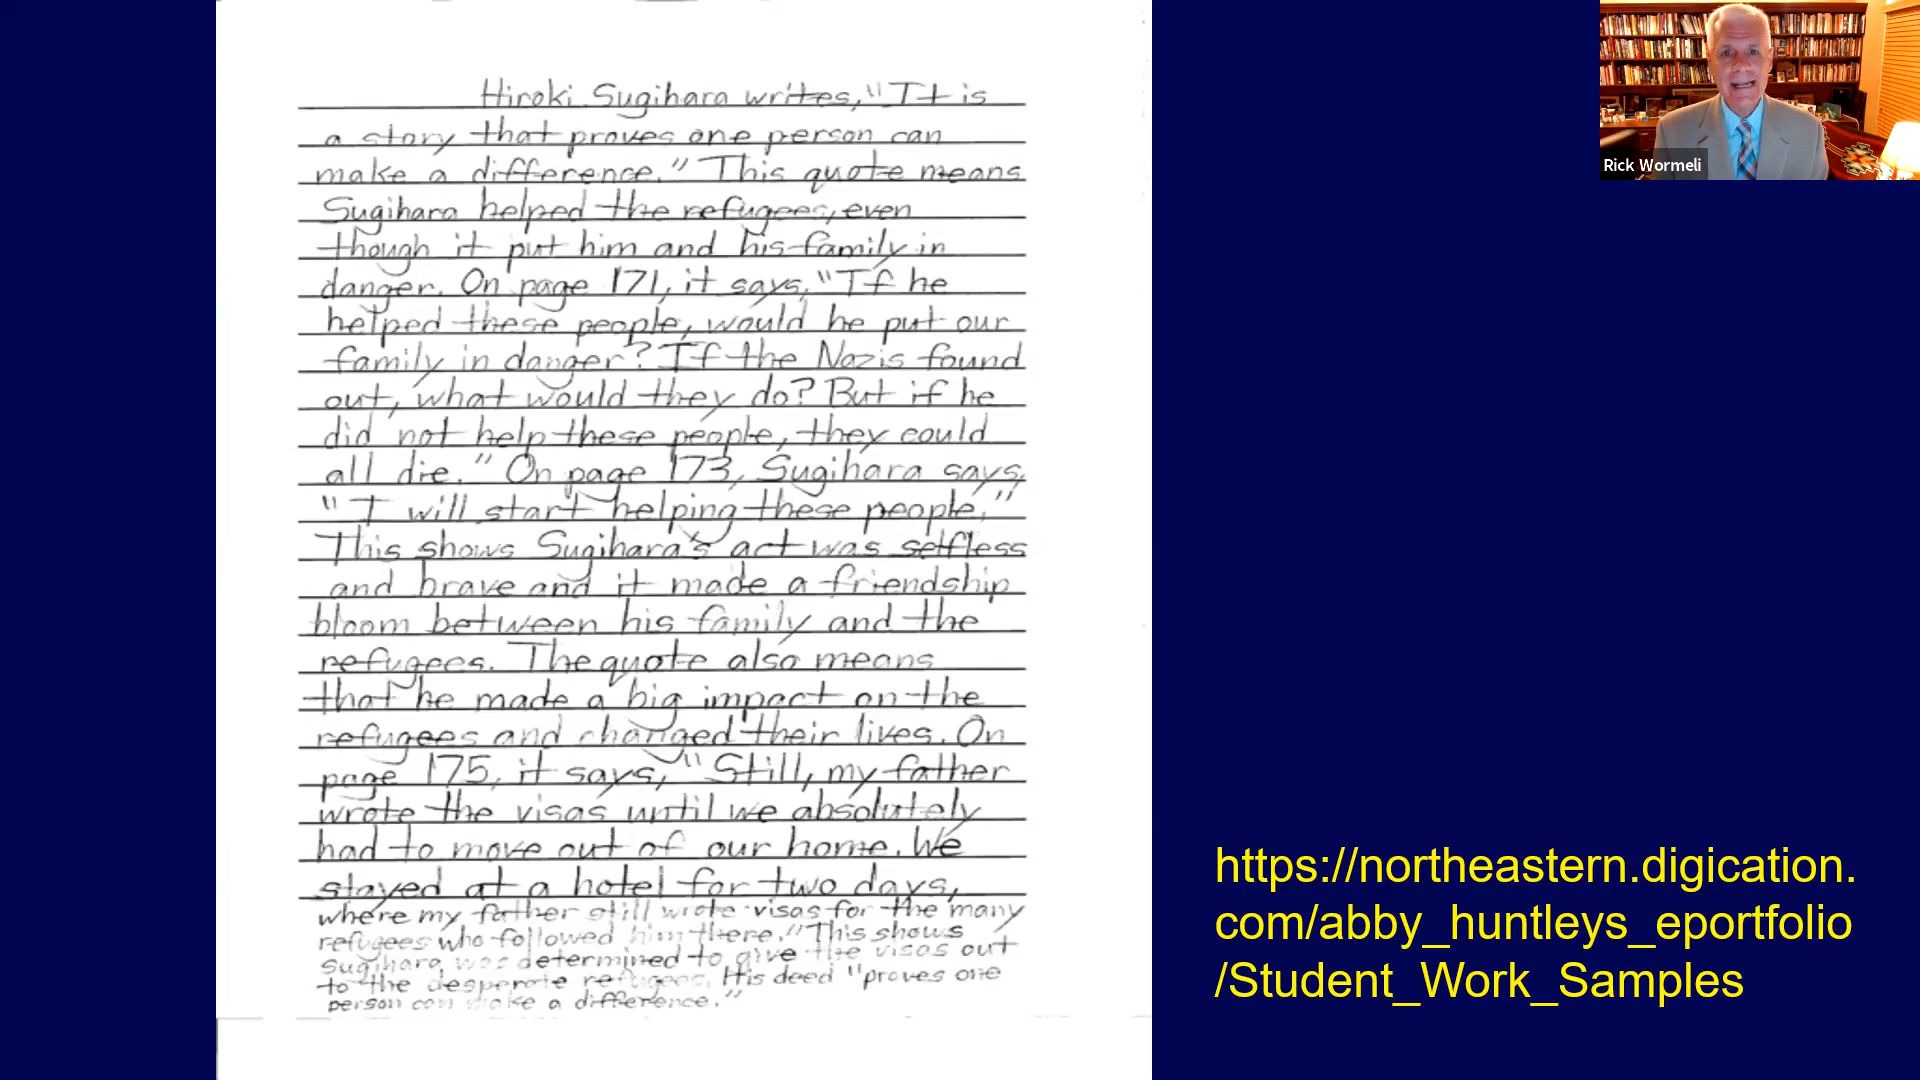 Hiroki Sugihara writes, "It is
a story that proves one person can
make a difference." This quote means
Sugihara helped the refugees, even
though it put him and his family in
danger. On page 171, it says, "If he
helped these people, would he put our
family in danger? If the Nazis found
out, what would they do? But if he
did not help these people, they could
all die." On page 173, Sugihara says,
"I will start helping these people."
This shows Sugihara's act was selfless
and brave and it made a friendship
bloom between his family and the
refugees. The quote also means
that he made a big impact on the
refugees and changed their lives. On
page 175, it says, "Still, my father
wrote the visas until we absolutely
had to move out of our home. We
stayed at a hotel for two days,
where my father still wrote visas for the many
refugees who followed him there." This shows
Sugihara was determined to give the visas out
to the desperate refugees. His deed "proves one
person can make a difference."
Rick Wormeli
https://northeastern.digication.
com/abby_huntleys_eportfolio
/Student_Work_Samples